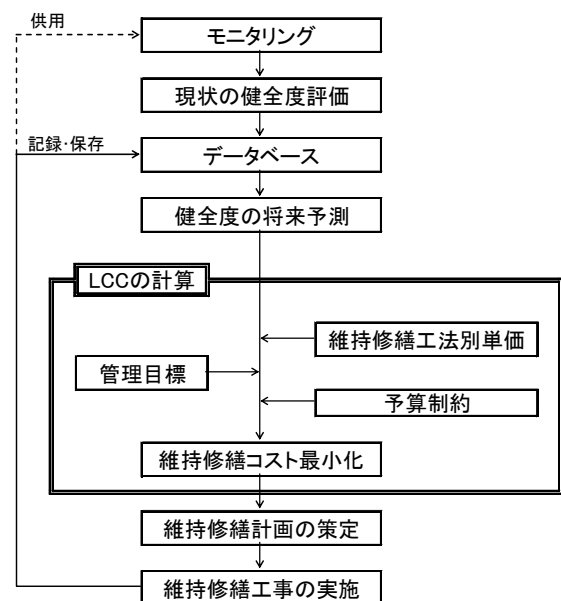 供用
モニタリング
現状の健全度評価
記録･保存
データベース
健全度の将来予測
LCCの計算
維持修繕工法別単価
管理目標
予算制約
維持修繕コスト最小化
維持修繕計画の策定
維持修繕工事の実施